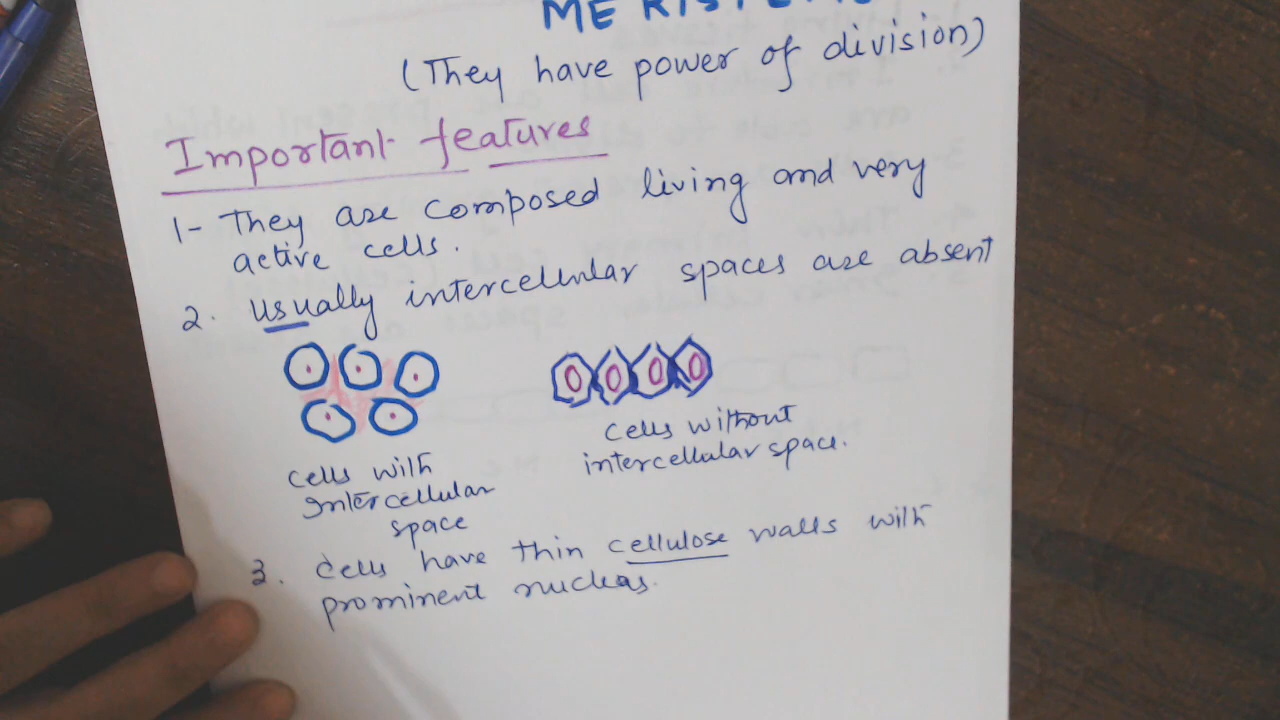 (They have power of division)
Important features
1- They are composed living and very
active cells.
2. Usually intercellular spaces are absent
cells with
Intercellular
space
cells without
intercellular space.
3. cells have thin cellulose walls with
prominent nucleas.